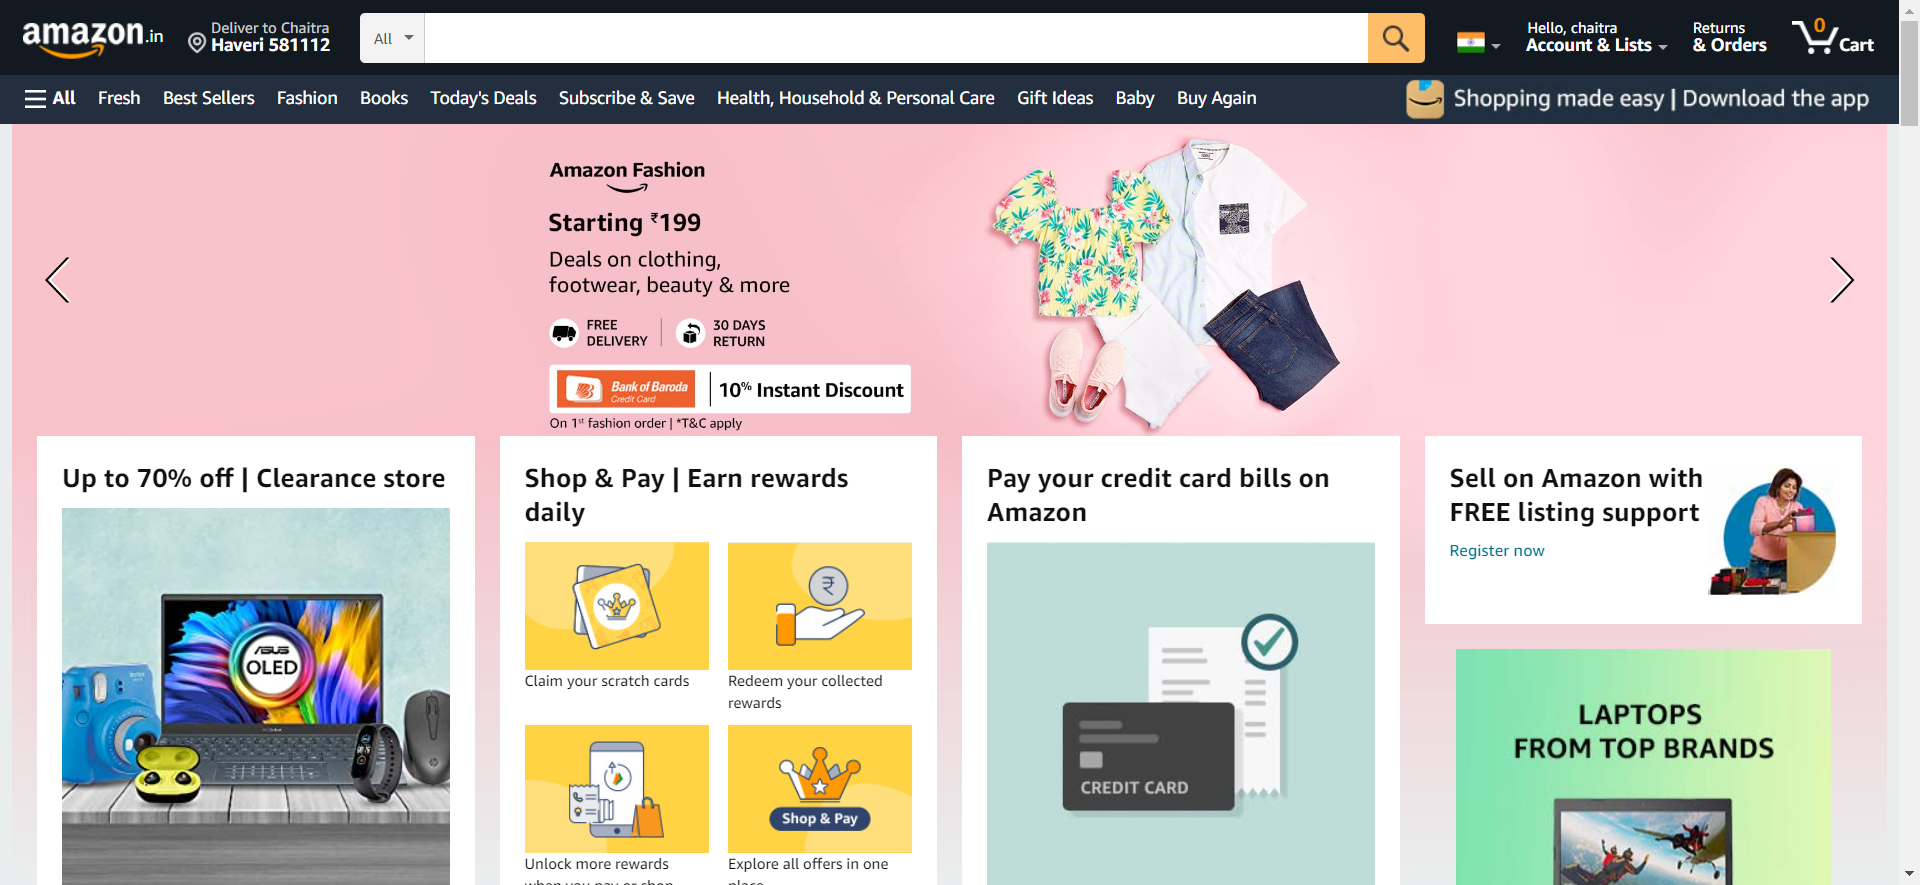 amazon.in
Deliver to Chaitra
Haveri 581112
All
Hello, chaitra
Account & Lists
Returns
& Orders
0
Cart
All
Fresh
Best Sellers
Fashion
Books
Today's Deals
Subscribe & Save
Health, Household & Personal Care
Gift Ideas
Baby
Buy Again
Shopping made easy | Download the app
Amazon Fashion
Starting ₹199
Deals on clothing,
footwear, beauty & more
FREE
DELIVERY
30 DAYS
RETURN
Bank of Baroda
Credit Card
10% Instant Discount
On 1st fashion order | *T&C apply
Up to 70% off | Clearance store
ASUS
OLED
Shop & Pay | Earn rewards
daily
₹
Claim your scratch cards
Redeem your collected
rewards
Shop & Pay
Unlock more rewards
when you pay or shop
Explore all offers in one
place
Pay your credit card bills on
Amazon
CREDIT CARD
Sell on Amazon with
FREE listing support
Register now
LAPTOPS
FROM TOP BRANDS